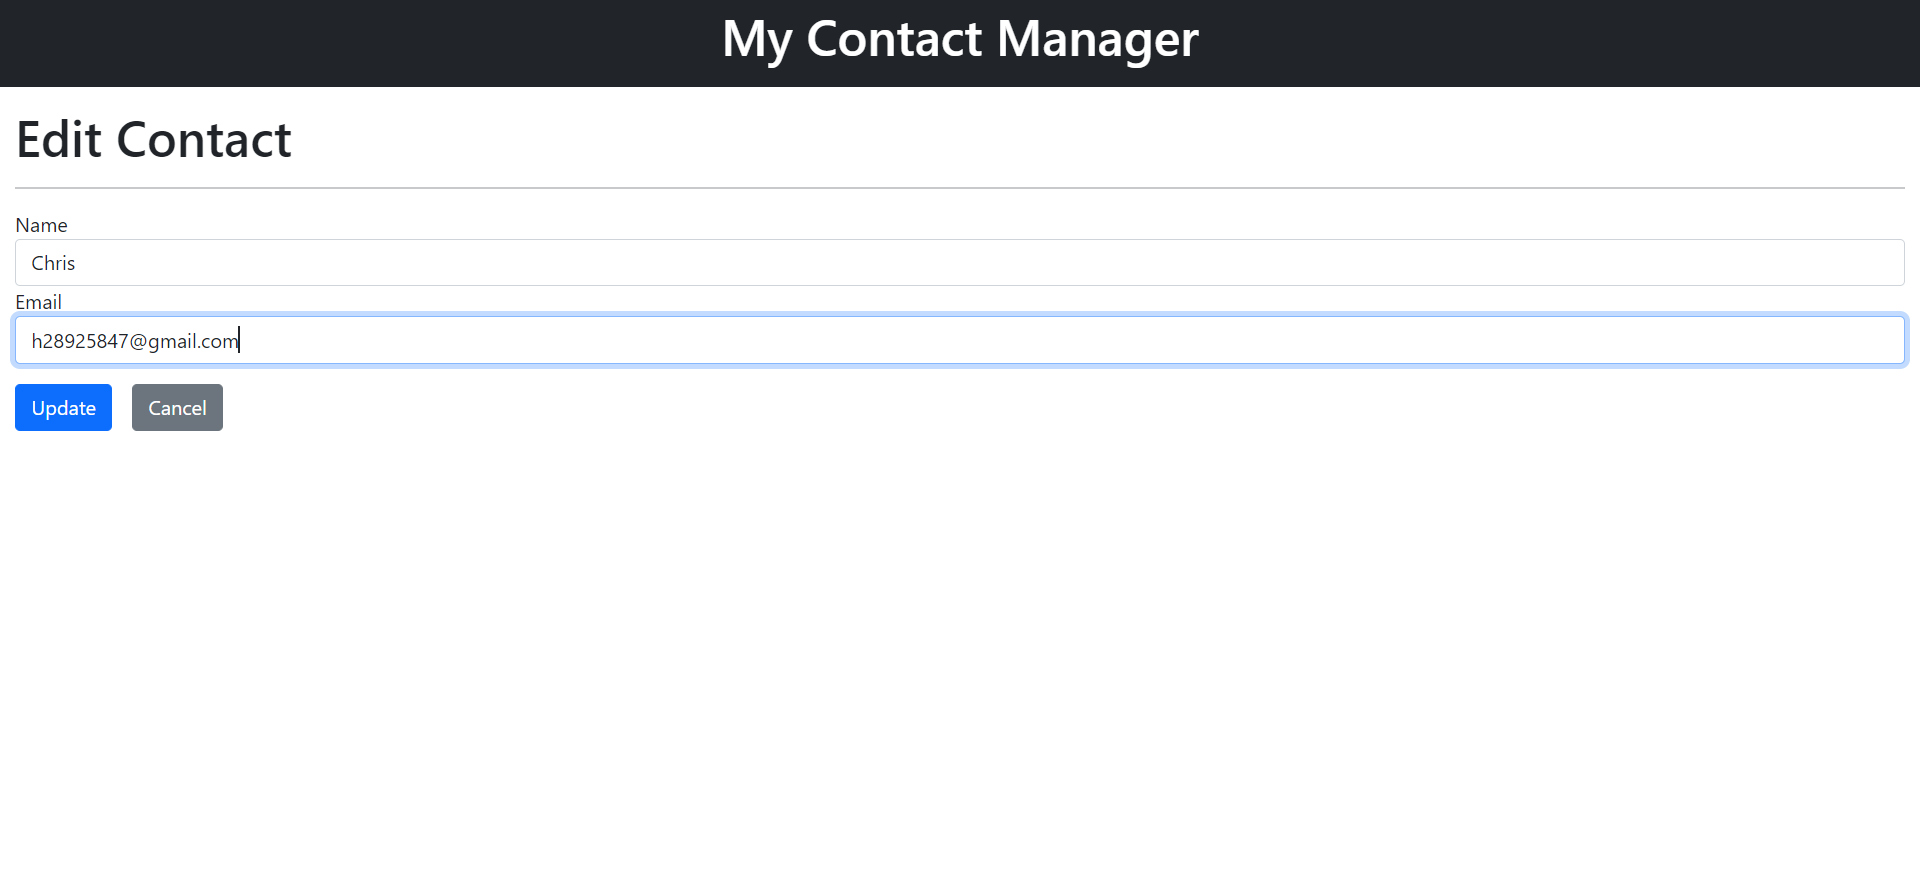 My Contact Manager
Edit Contact
Name
Chris
Email
h28925847@gmail.com
Update Cancel